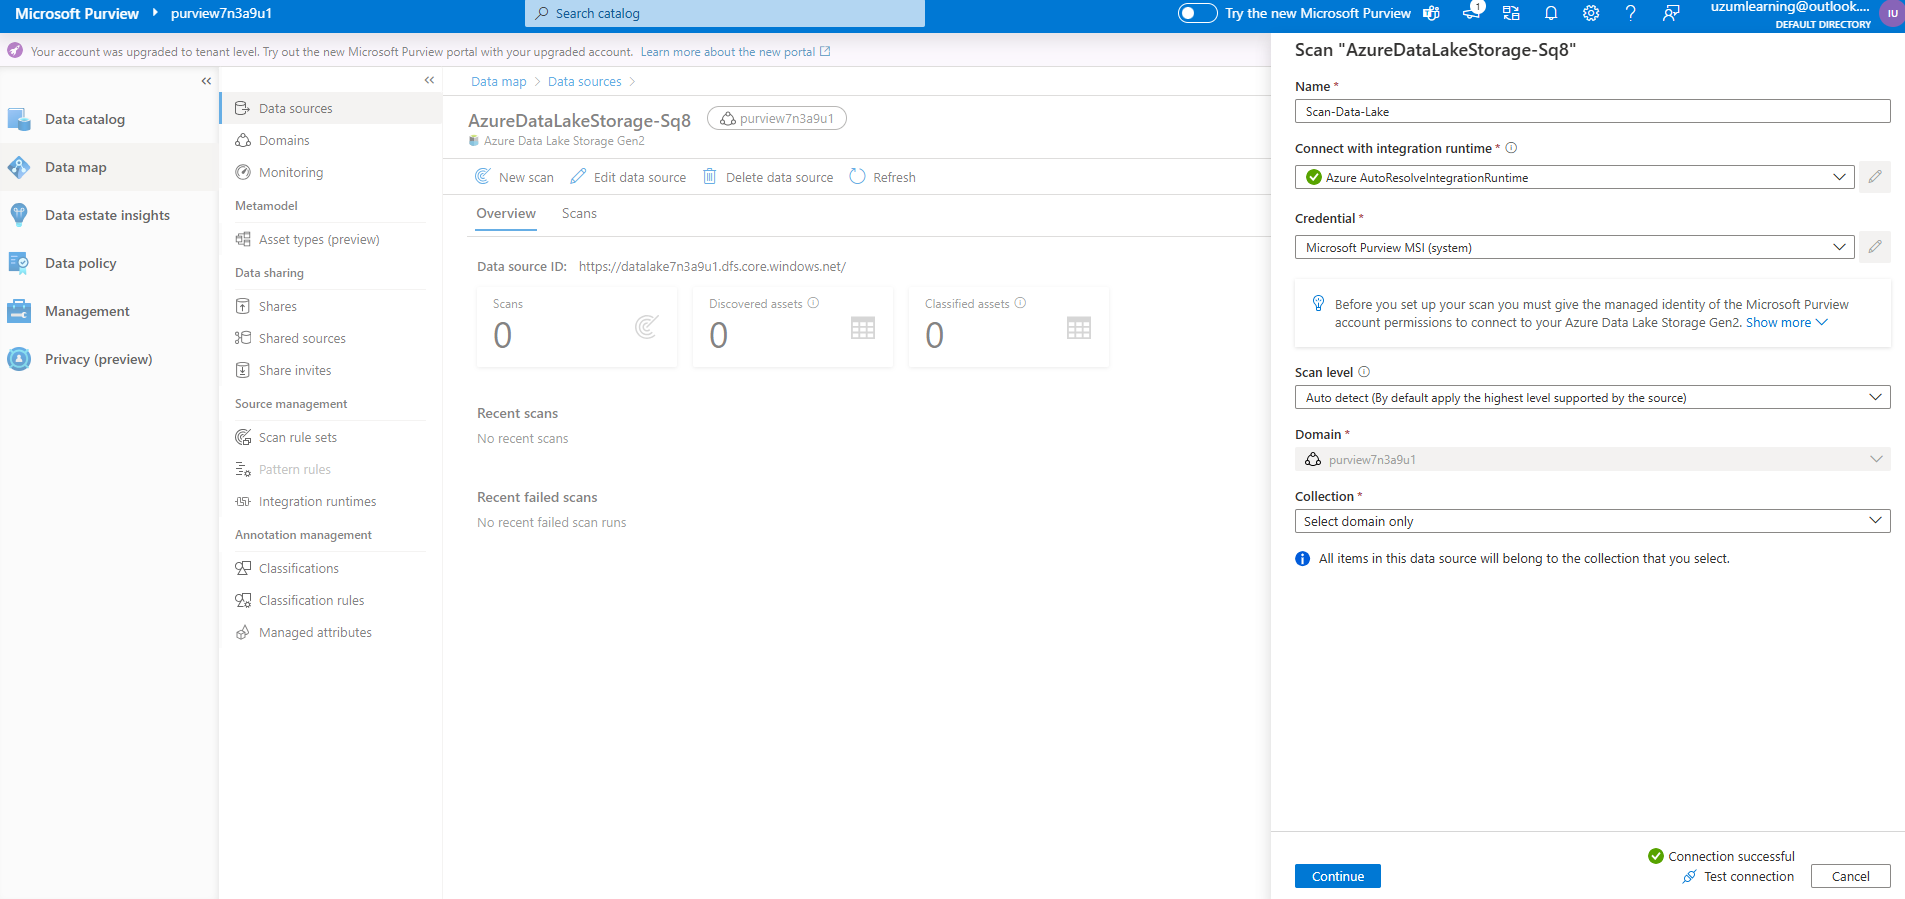 Microsoft Purview
purview7n3a9u1
Search catalog
Try the new Microsoft Purview
1
uzumlearning@outlook....
DEFAULT DIRECTORY
IU
Your account was upgraded to tenant level. Try out the new Microsoft Purview portal with your upgraded account. Learn more about the new portal
Data catalog
Data map
Data estate insights
Data policy
Management
Privacy (preview)
Data sources
Domains
Monitoring
Metamodel
Asset types (preview)
Data sharing
Shares
Shared sources
Share invites
Source management
Scan rule sets
Pattern rules
Integration runtimes
Annotation management
Classifications
Classification rules
Managed attributes
Data map > Data sources >
AzureDataLakeStorage-Sq8
purview7n3a9u1
Azure Data Lake Storage Gen2
New scan
Edit data source
Delete data source
Refresh
Overview
Scans
Data source ID: https://datalake7n3a9u1.dfs.core.windows.net/
Scans
0
Discovered assets
0
Classified assets
0
Recent scans
No recent scans
Recent failed scans
No recent failed scan runs
Scan "AzureDataLakeStorage-Sq8"
Name *
Scan-Data-Lake
Connect with integration runtime *
Azure AutoResolveIntegrationRuntime
Credential *
Microsoft Purview MSI (system)
Before you set up your scan you must give the managed identity of the Microsoft Purview
account permissions to connect to your Azure Data Lake Storage Gen2. Show more
Scan level
Auto detect (By default apply the highest level supported by the source)
Domain *
purview7n3a9u1
Collection *
Select domain only
All items in this data source will belong to the collection that you select.
Connection successful
Continue
Test connection
Cancel